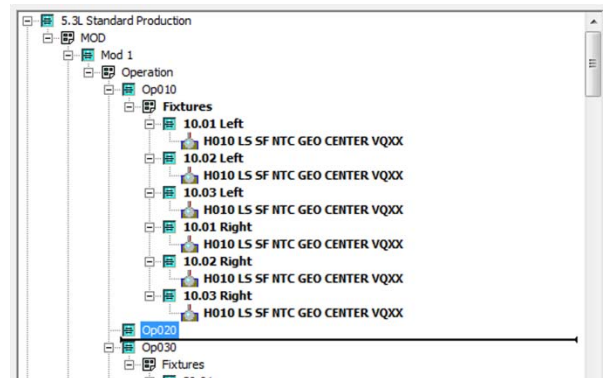 5.3L Standard Production
MOD
Mod 1
Operation
Op010
Fixtures
10.01 Left
H010 LS SF NTC GEO CENTER VQXX
10.02 Left
H010 LS SF NTC GEO CENTER VQXX
10.03 Left
H010 LS SF NTC GEO CENTER VQXX
10.01 Right
H010 LS SF NTC GEO CENTER VQXX
10.02 Right
H010 LS SF NTC GEO CENTER VQXX
10.03 Right
H010 LS SF NTC GEO CENTER VQXX
Op020
Op030
Fixtures